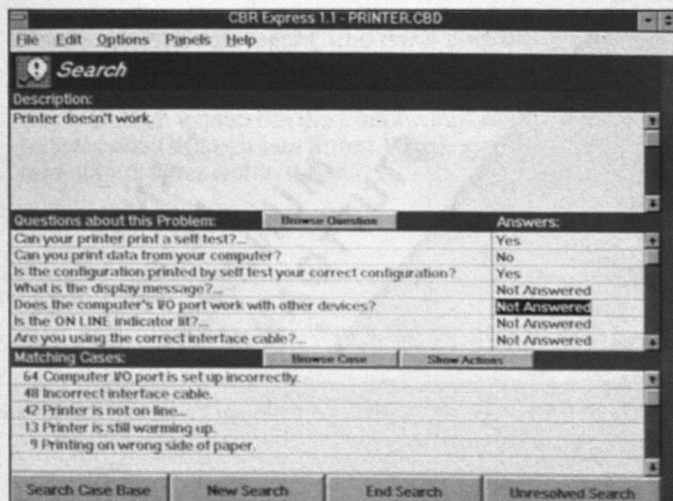 CBR Express 1.1 - PRINTER.CBD
File Edit Options Panels Help
Search
Description:
Printer doesn't work.
Questions about this Problem: Browse Question Answers:
Can your printer print a self test?... Yes
Can you print data from your computer? No
Is the configuration printed by self test your correct configuration? Yes
What is the display message?... Not Answered
Does the computer's I/O port work with other devices? Not Answered
Is the ON LINE indicator lit?... Not Answered
Are you using the correct interface cable?... Not Answered
Matching Cases: Browse Case Show Actions
64 Computer I/O port is set up incorrectly.
48 Incorrect interface cable.
42 Printer is not on line...
13 Printer is still warming up.
9 Printing on wrong side of paper.
Search Case Base New Search End Search Unresolved Search